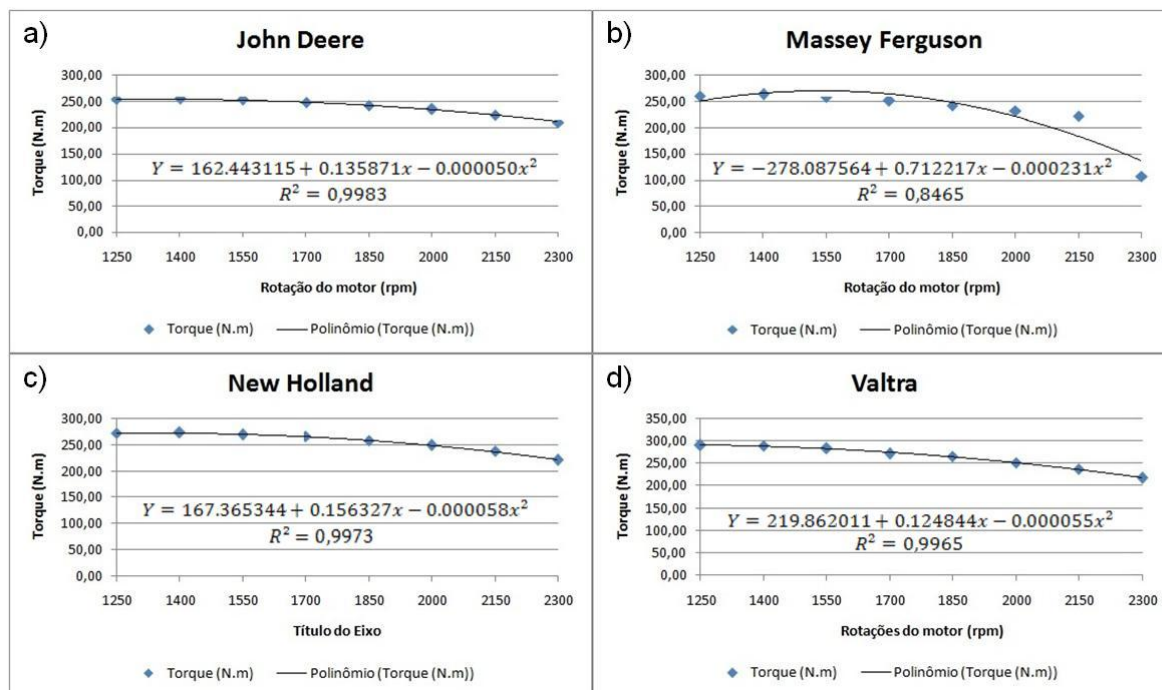 a)
John Deere
Torque (N.m)
300,00
250,00
200,00
150,00
100,00
50,00
0,00
Y = 162.443115 + 0.135871x − 0.000050x²
R² = 0,9983
1250 1400 1550 1700 1850 2000 2150 2300
Rotação do motor (rpm)
Torque (N.m) Polinômio (Torque (N.m))
b)
Massey Ferguson
Torque (N.m)
300,00
250,00
200,00
150,00
100,00
50,00
0,00
Y = −278.087564 + 0.712217x − 0.000231x²
R² = 0,8465
1250 1400 1550 1700 1850 2000 2150 2300
Rotação do motor (rpm)
Torque (N.m) Polinômio (Torque (N.m))
c)
New Holland
Torque (N.m)
300,00
250,00
200,00
150,00
100,00
50,00
0,00
Y = 167.365344 + 0.156327x − 0.000058x²
R² = 0,9973
1250 1400 1550 1700 1850 2000 2150 2300
Título do Eixo
Torque (N.m) Polinômio (Torque (N.m))
d)
Valtra
Torque (N.m)
350,00
300,00
250,00
200,00
150,00
100,00
50,00
0,00
Y = 219.862011 + 0.124844x − 0.000055x²
R² = 0,9965
1250 1400 1550 1700 1850 2000 2150 2300
Rotações do motor (rpm)
Torque (N.m) Polinômio (Torque (N.m))